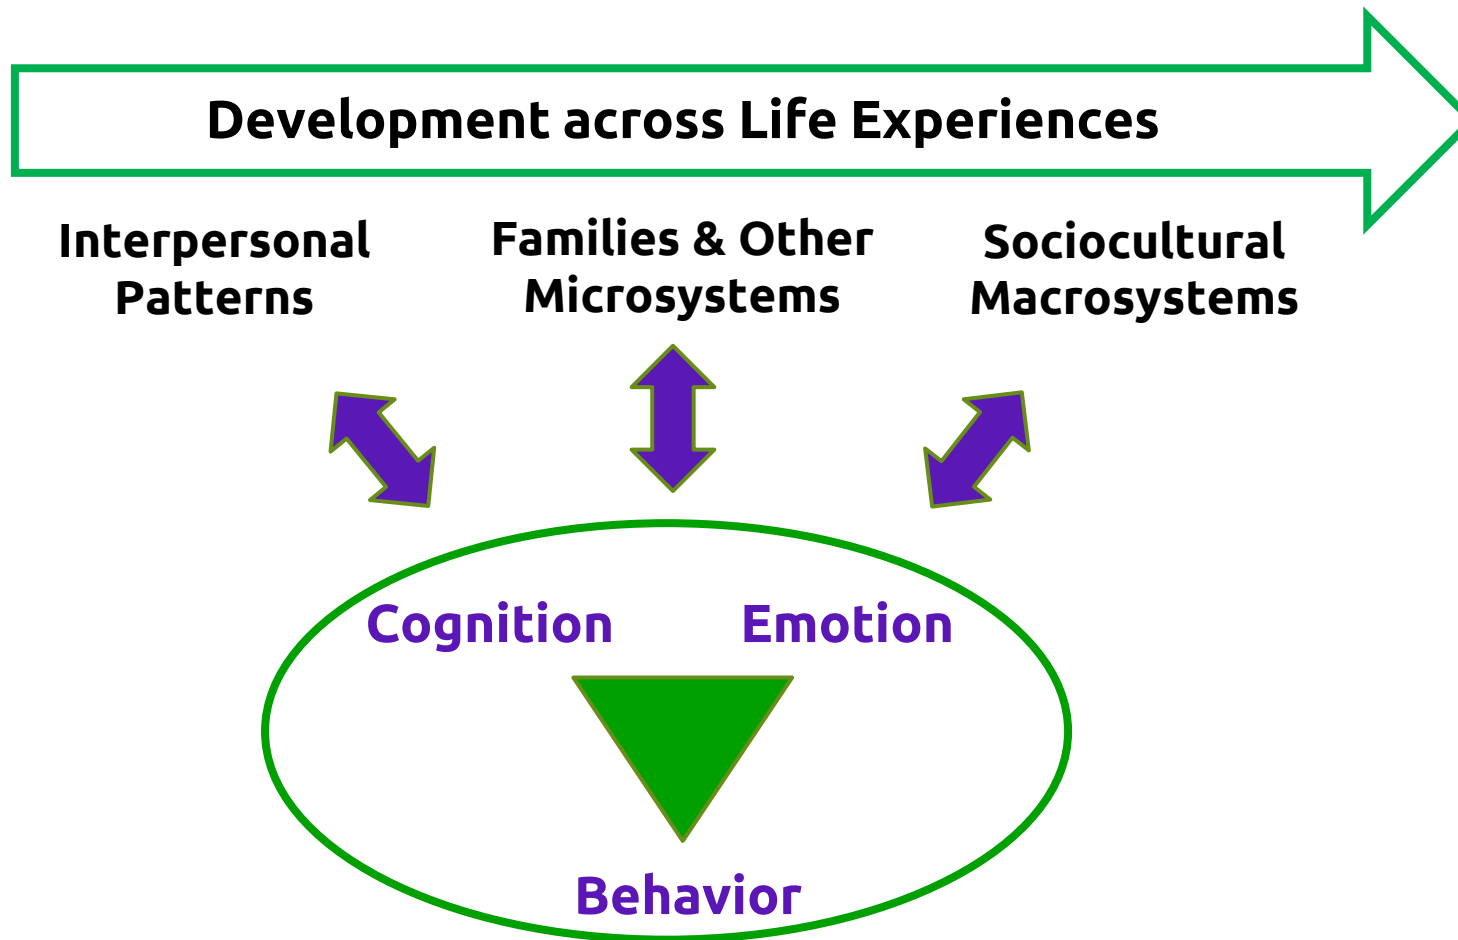 Development across Life Experiences
Interpersonal
Patterns
Families & Other
Microsystems
Sociocultural
Macrosystems
Cognition
Emotion
Behavior